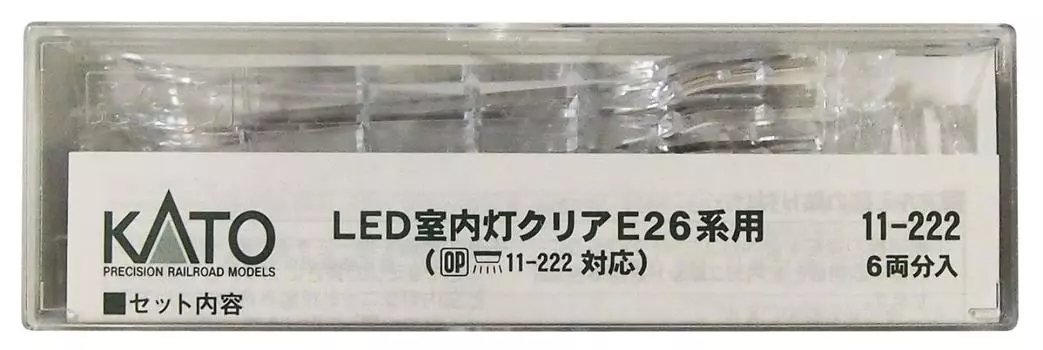 KATO
PRECISION RAILROAD MODELS
■セット内容
LED室内灯クリアE26系用
(OP 11-222 対応)
11-222
6両分入